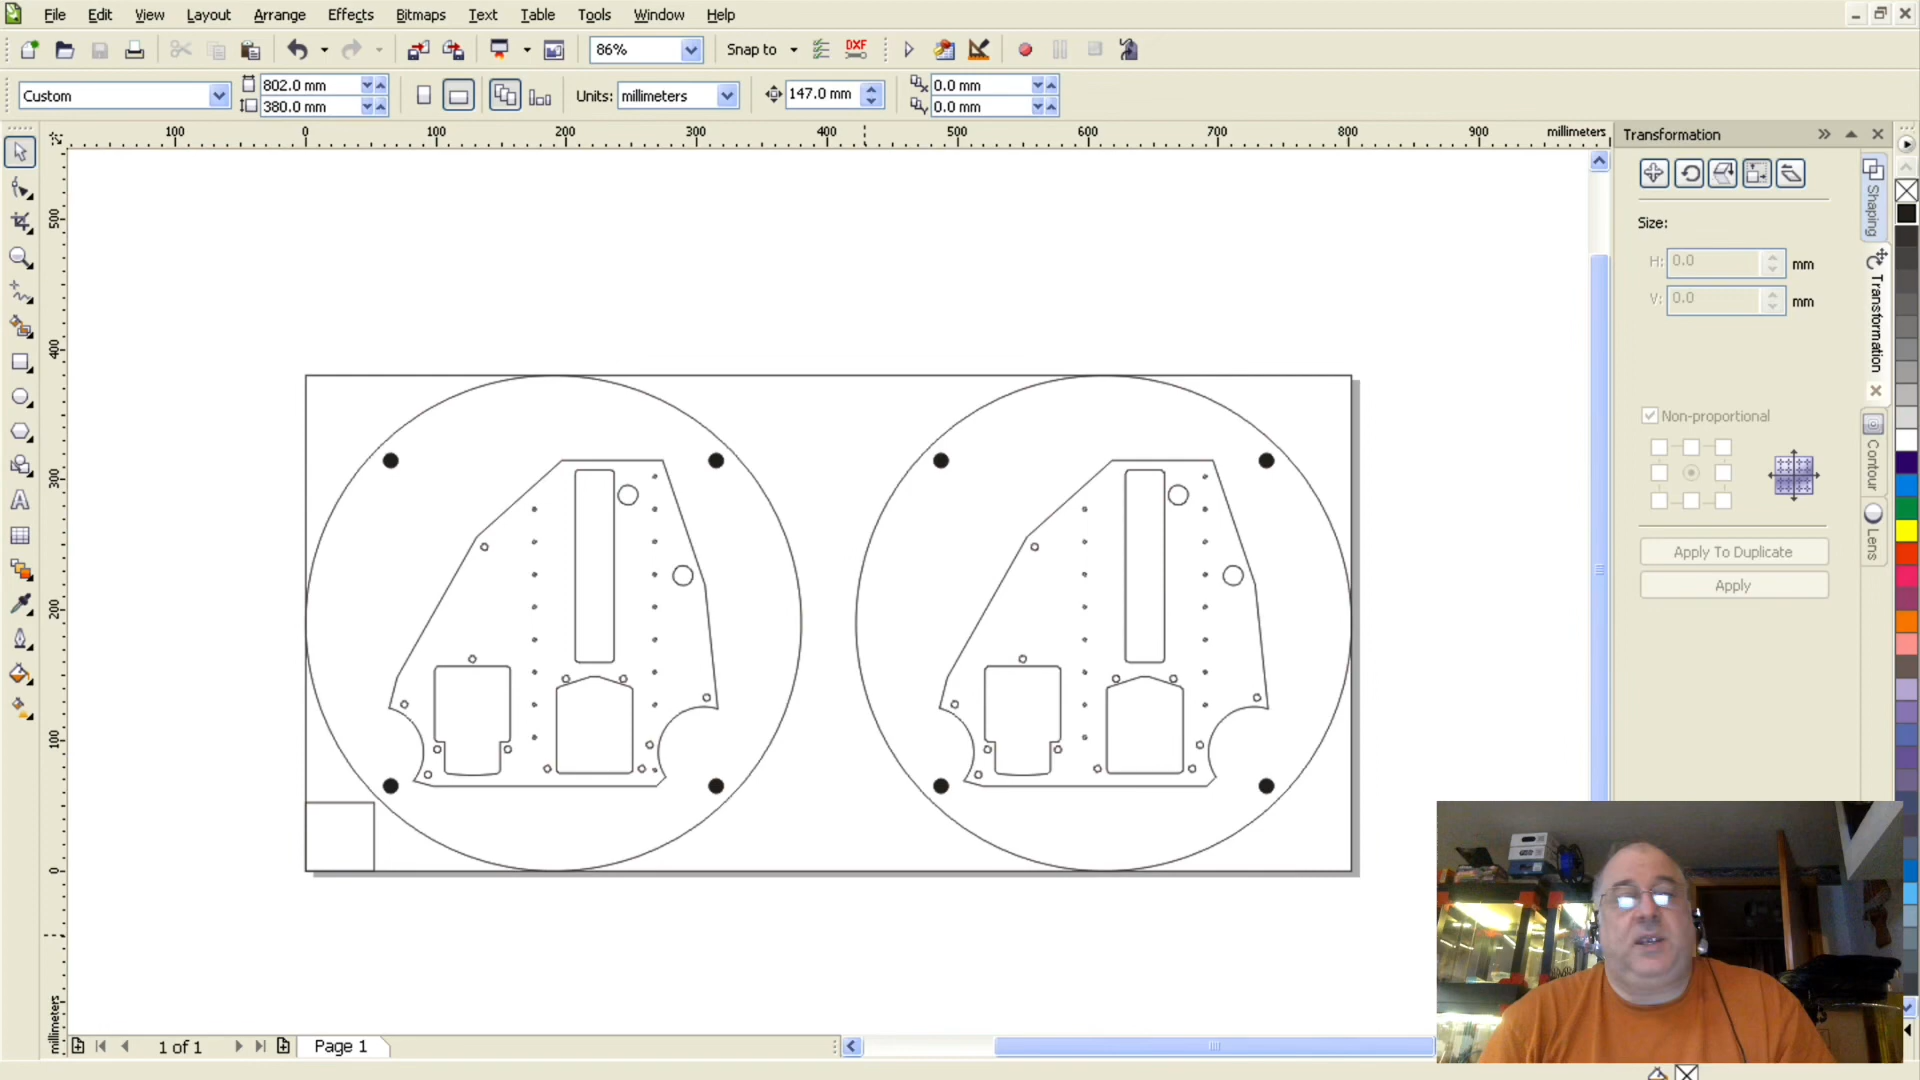 File Edit View Layout Arrange Effects Bitmaps Text Table Tools Window Help
86% Snap to DXF
Custom 802.0 mm 380.0 mm Units: millimeters 147.0 mm 0.0 mm 0.0 mm
100 0 100 200 300 400 500 600 700 800 900 millimeters
Transformation
Size:
H: 0.0 mm
V: 0.0 mm
Non-proportional
Apply To Duplicate
Apply
Shaping
Transformation
Contour
Lens
500
400
300
200
100
0
millimeters
1 of 1 Page 1